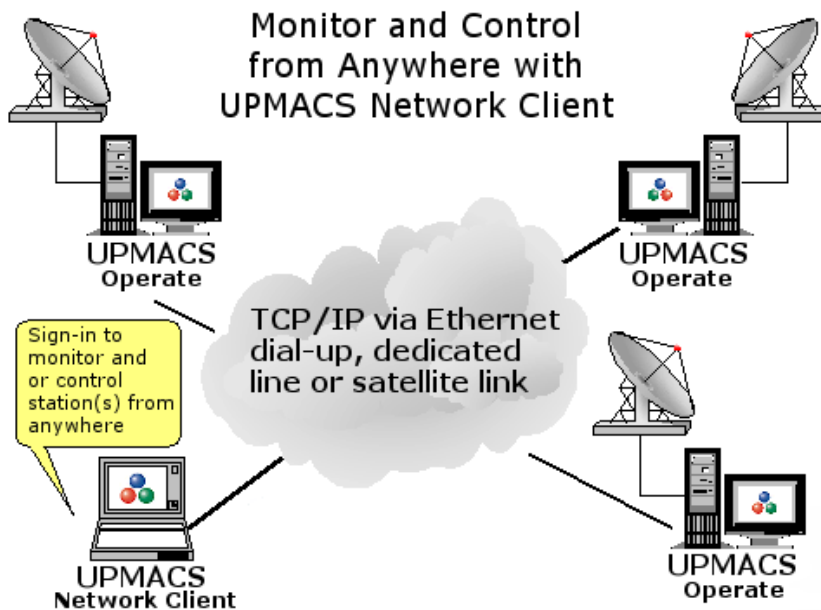 Monitor and Control
from Anywhere with
UPMACS Network Client
UPMACS
Operate
UPMACS
Operate
TCP/IP via Ethernet
dial-up, dedicated
line or satellite link
Sign-in to
monitor and
or control
station(s) from
anywhere
UPMACS
Network Client
UPMACS
Operate